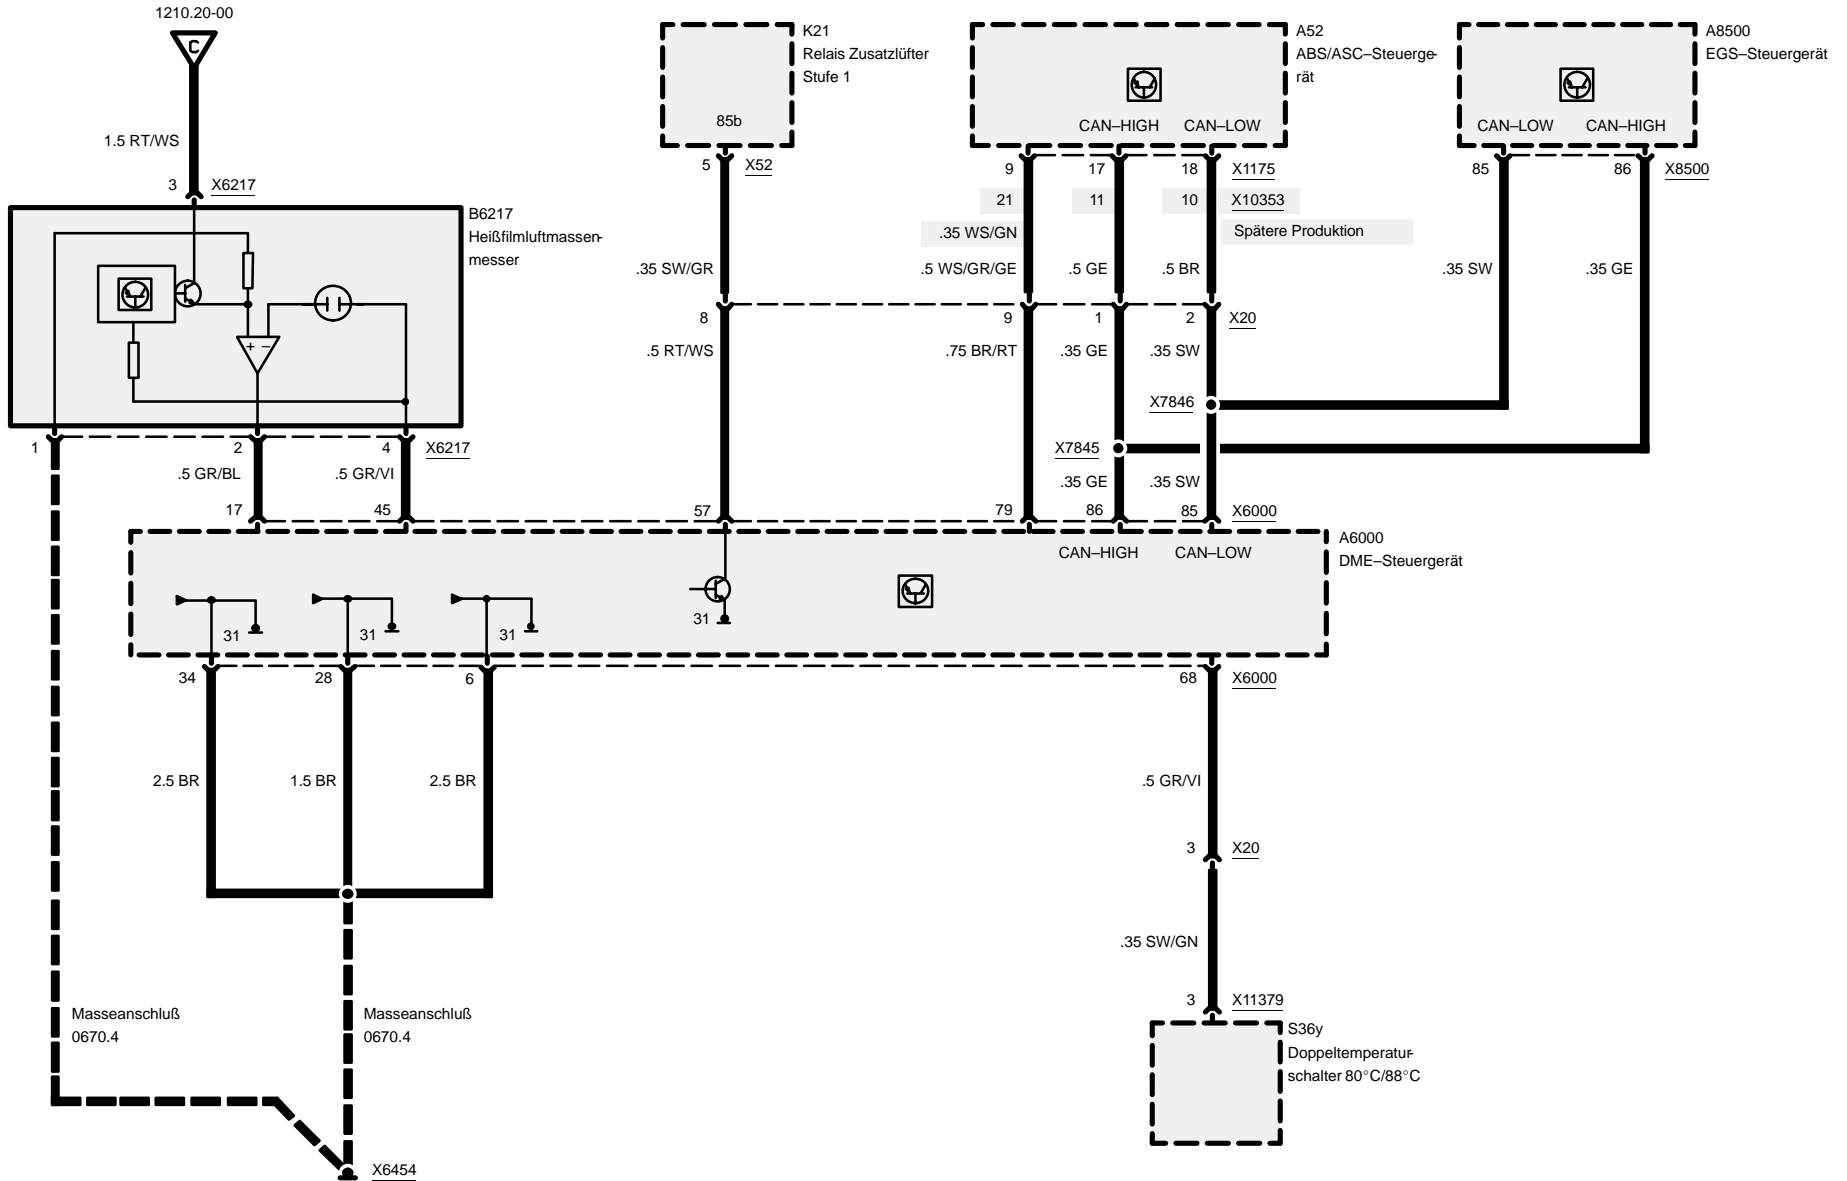 1210.20-00
C
1.5 RT/WS
3 X6217
B6217
Heißfilmluftmassen-
messer
+ −
1 2 4 X6217
.5 GR/BL .5 GR/VI
17 45
K21
Relais Zusatzlüfter
Stufe 1
85b
5 X52
.35 SW/GR
8
.5 RT/WS
57
A52
ABS/ASC–Steuerge-
rät
CAN–HIGH CAN–LOW
9 17 18 X1175
21 11 10 X10353
.35 WS/GN Spätere Produktion
.5 WS/GR/GE .5 GE .5 BR
9 1 2 X20
.75 BR/RT .35 GE .35 SW
X7846
X7845
.35 GE .35 SW
79 86 85 X6000
A8500
EGS–Steuergerät
CAN–LOW CAN–HIGH
85 86 X8500
.35 SW .35 GE
A6000
DME–Steuergerät
CAN–HIGH CAN–LOW
31 31 31 31
34 28 6 68 X6000
2.5 BR 1.5 BR 2.5 BR .5 GR/VI
3 X20
.35 SW/GN
3 X11379
S36y
Doppeltemperatur-
schalter 80°C/88°C
Masseanschluß
0670.4
Masseanschluß
0670.4
X6454